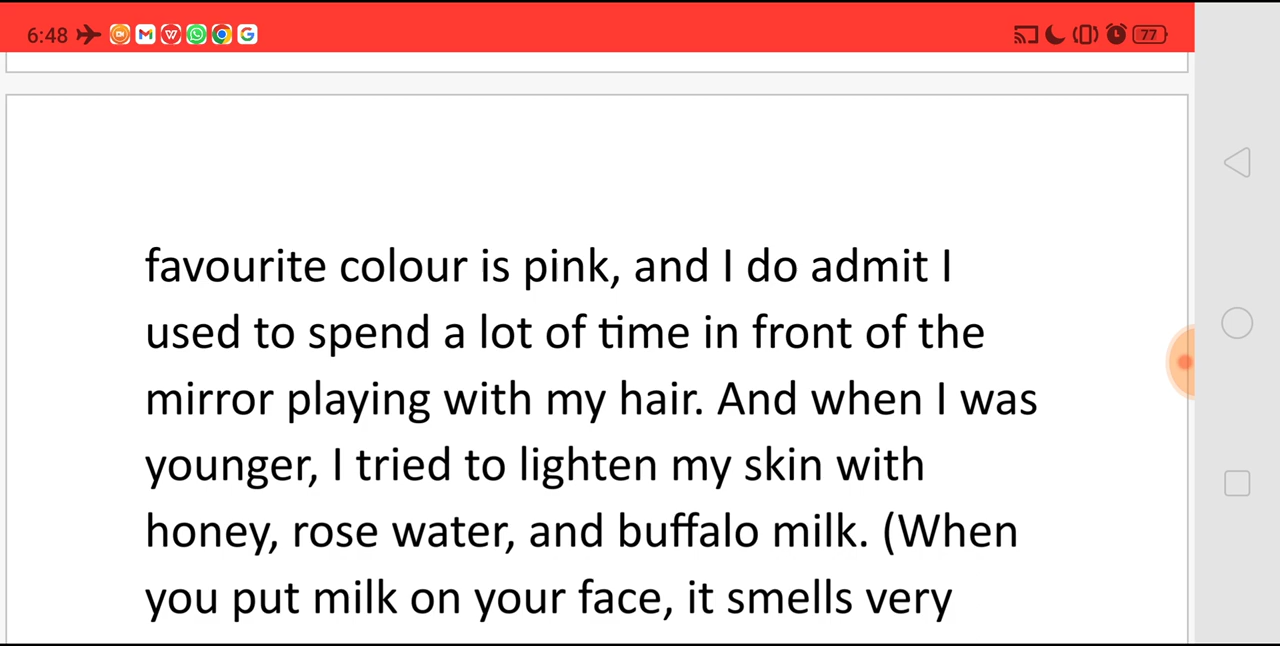 6:48
77
favourite colour is pink, and I do admit I
used to spend a lot of time in front of the
mirror playing with my hair. And when I was
younger, I tried to lighten my skin with
honey, rose water, and buffalo milk. (When
you put milk on your face, it smells very